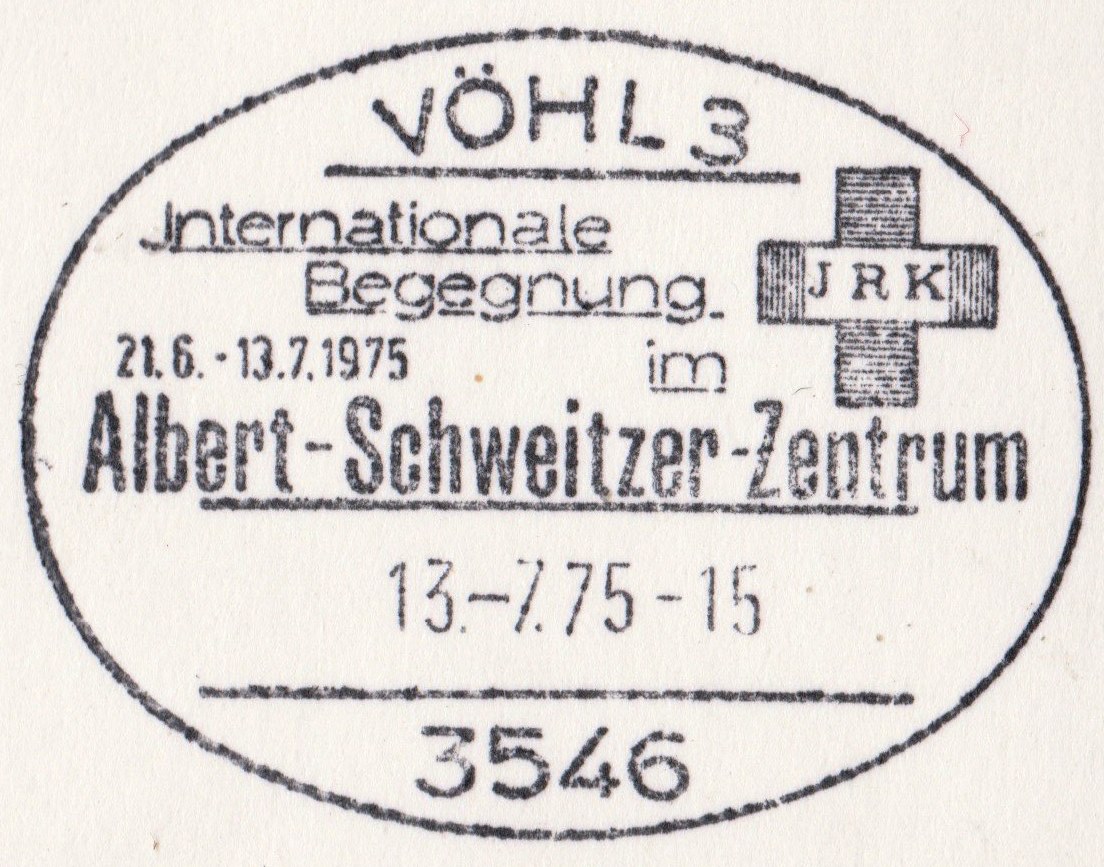 VÖHL 3
Internationale
Begegnung
JRK
21.6.-13.7.1975 im
Albert-Schweitzer-Zentrum
13.-7.75-15
3546